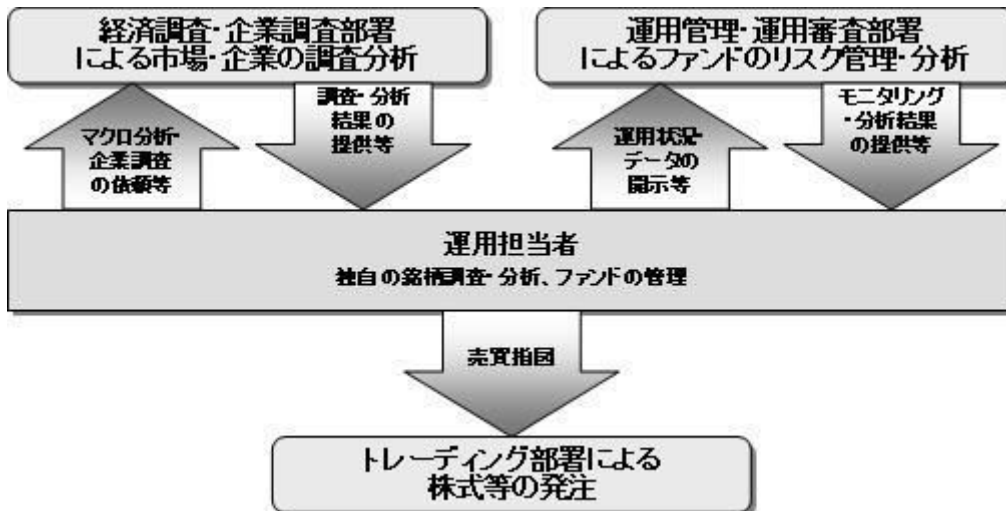 経済調査・企業調査部署
による市場・企業の調査分析
運用管理・運用審査部署
によるファンドのリスク管理・分析
マクロ分析・
企業調査
の依頼等
調査・分析
結果の
提供等
運用状況・
データの
開示等
モニタリング
・分析結果
の提供等
運用担当者
独自の銘柄調査・分析、ファンドの管理
売買指図
トレーディング部署による
株式等の発注